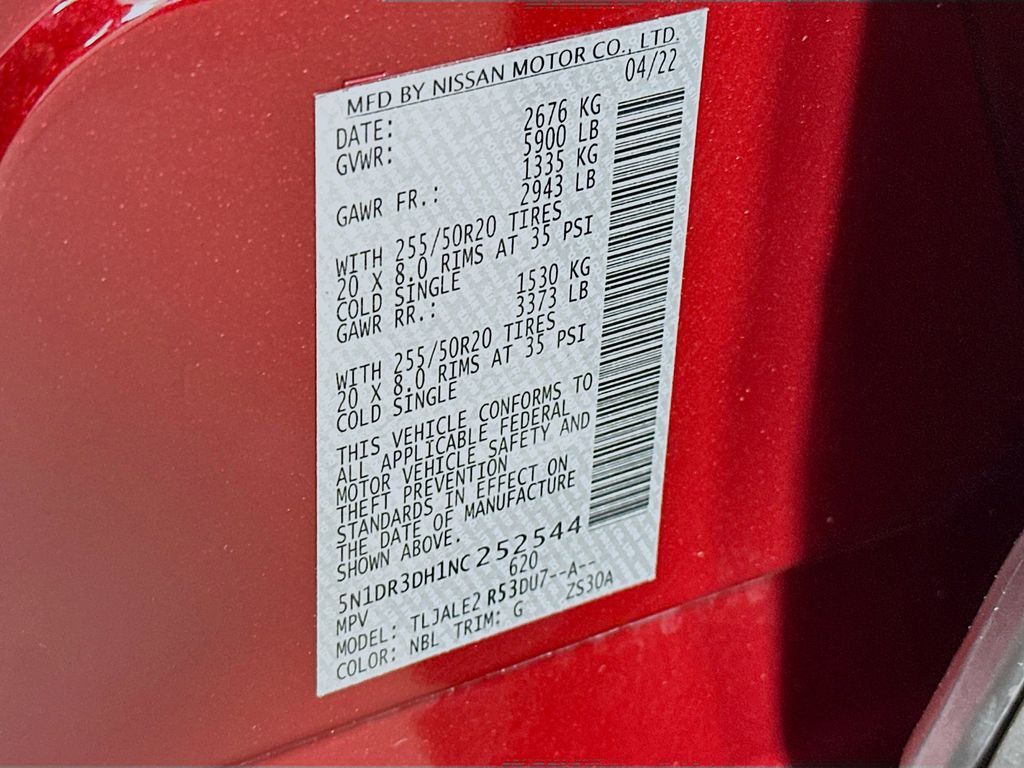 MFD BY NISSAN MOTOR CO., LTD.
DATE: 04/22
GVWR: 2676 KG
5900 LB
GAWR FR.: 1335 KG
2943 LB
WITH 255/50R20 TIRES
20 X 8.0 RIMS AT 35 PSI
COLD SINGLE
GAWR RR.: 1530 KG
3373 LB
WITH 255/50R20 TIRES
20 X 8.0 RIMS AT 35 PSI
COLD SINGLE
THIS VEHICLE CONFORMS TO
ALL APPLICABLE FEDERAL
MOTOR VEHICLE SAFETY AND
THEFT PREVENTION
STANDARDS IN EFFECT ON
THE DATE OF MANUFACTURE
SHOWN ABOVE.
5N1DR3DH1NC252544
MPV 620
MODEL: TLJALE2 R53DU7--A--
COLOR: NBL TRIM: G ZS30A